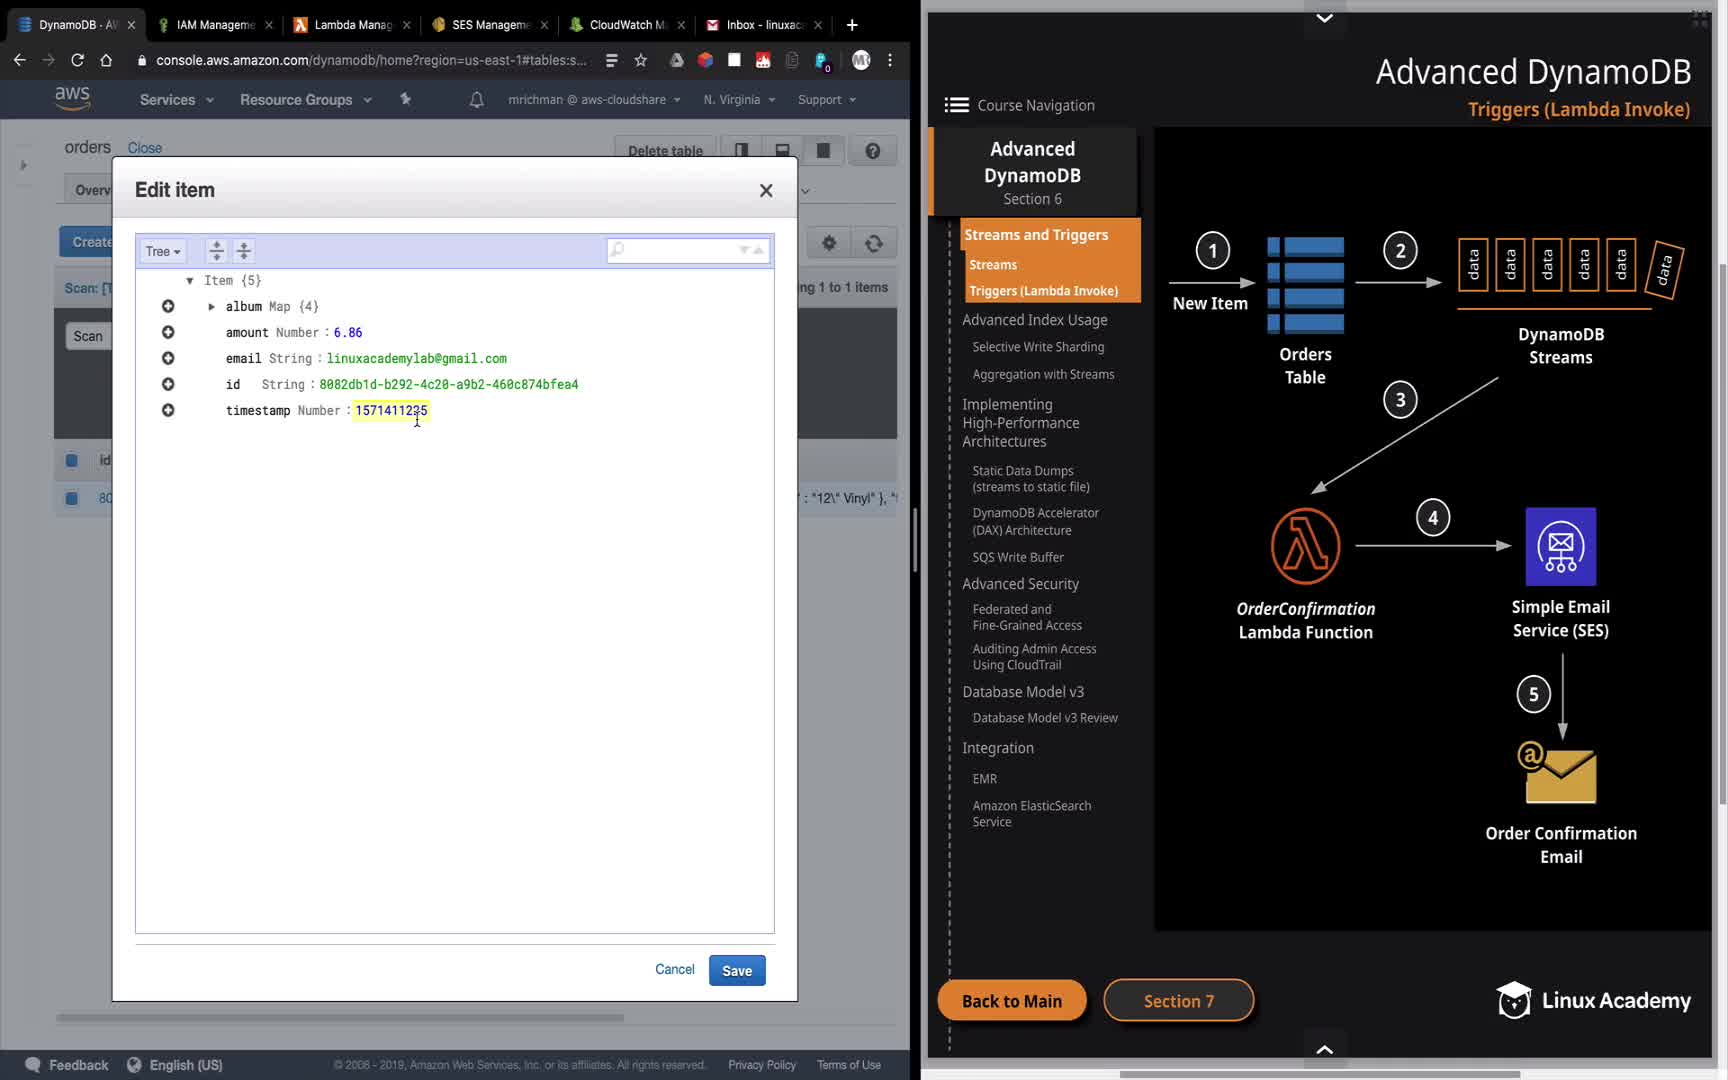 DynamoDB - AW
IAM Manageme
Lambda Manag
SES Manageme
CloudWatch M
Inbox - linuxac
console.aws.amazon.com/dynamodb/home?region=us-east-1#tables:s...
0
aws
Services
Resource Groups
mrichman @ aws-cloudshare
N. Virginia
Support
orders
Close
Delete table
Overv
Create
Scan: [T
ng 1 to 1 items
Scan
id
80
" : "12\" Vinyl" }, "
Edit item
Tree
Item {5}
album Map {4}
amount Number : 6.86
email String : linuxacademylab@gmail.com
id String : 8082db1d-b292-4c20-a9b2-460c874bfea4
timestamp Number : 1571411235
Cancel
Save
Feedback
English (US)
© 2008 - 2019, Amazon Web Services, Inc. or its affiliates. All rights reserved.
Privacy Policy
Terms of Use
Advanced DynamoDB
Triggers (Lambda Invoke)
Course Navigation
Advanced
DynamoDB
Section 6
Streams and Triggers
Streams
Triggers (Lambda Invoke)
Advanced Index Usage
Selective Write Sharding
Aggregation with Streams
Implementing
High-Performance
Architectures
Static Data Dumps
(streams to static file)
DynamoDB Accelerator
(DAX) Architecture
SQS Write Buffer
Advanced Security
Federated and
Fine-Grained Access
Auditing Admin Access
Using CloudTrail
Database Model v3
Database Model v3 Review
Integration
EMR
Amazon ElasticSearch
Service
1
New Item
Orders
Table
2
data
data
data
data
data
data
DynamoDB
Streams
3
OrderConfirmation
Lambda Function
4
Simple Email
Service (SES)
5
@
Order Confirmation
Email
Back to Main
Section 7
Linux Academy